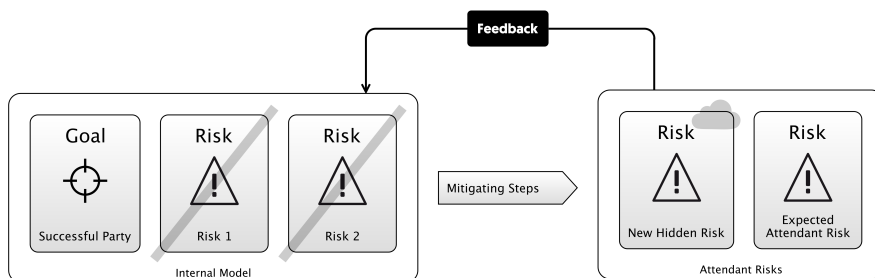 Feedback
Goal
Successful Party
Risk
Risk 1
Risk
Risk 2
Internal Model
Mitigating Steps
Risk
New Hidden Risk
Risk
Expected
Attendant Risk
Attendant Risks